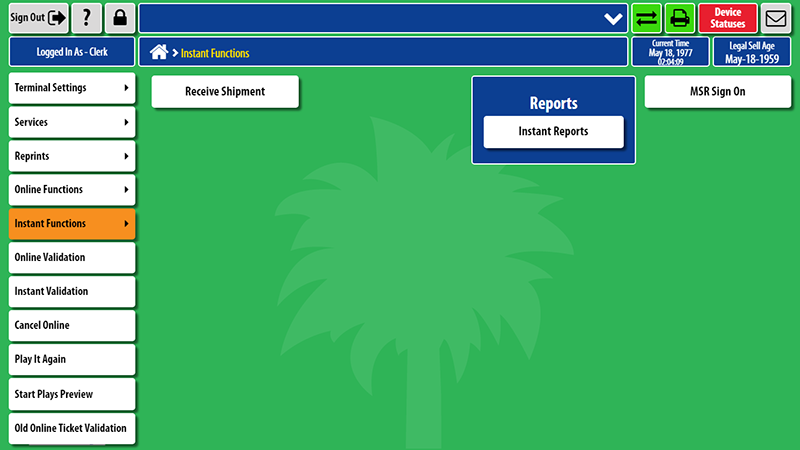 Sign Out
?
Device
Statuses
Logged In As - Clerk
> Instant Functions
Current Time
May 18, 1977
02:04:09
Legal Sell Age
May-18-1959
Terminal Settings
Services
Reprints
Online Functions
Instant Functions
Online Validation
Instant Validation
Cancel Online
Play It Again
Start Plays Preview
Old Online Ticket Validation
Receive Shipment
Reports
Instant Reports
MSR Sign On